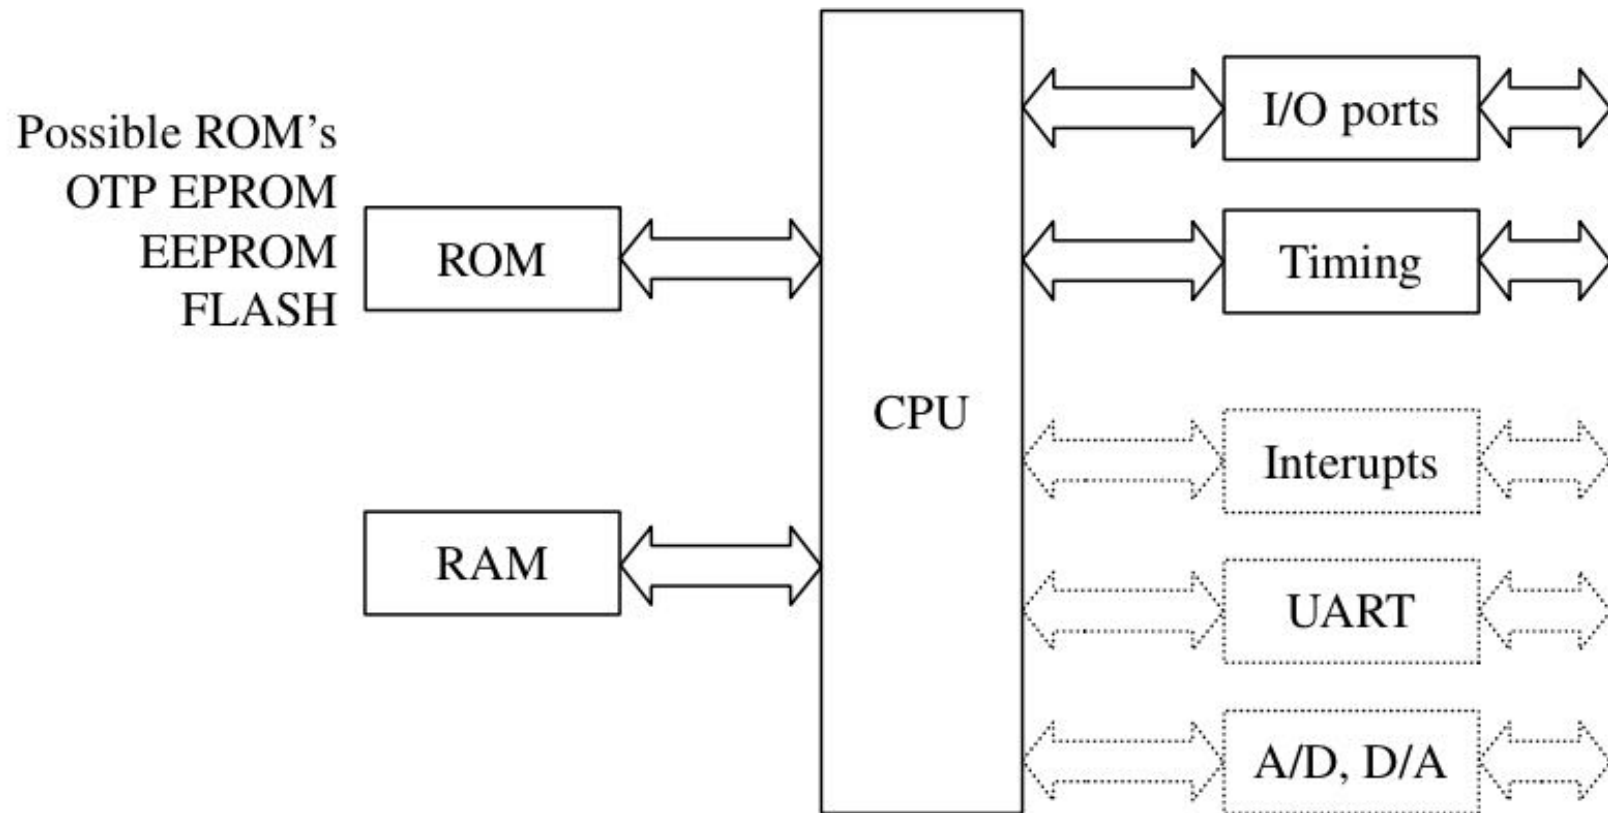 Possible ROM's
OTP EPROM
EEPROM
FLASH
ROM
RAM
CPU
I/O ports
Timing
Interupts
UART
A/D, D/A